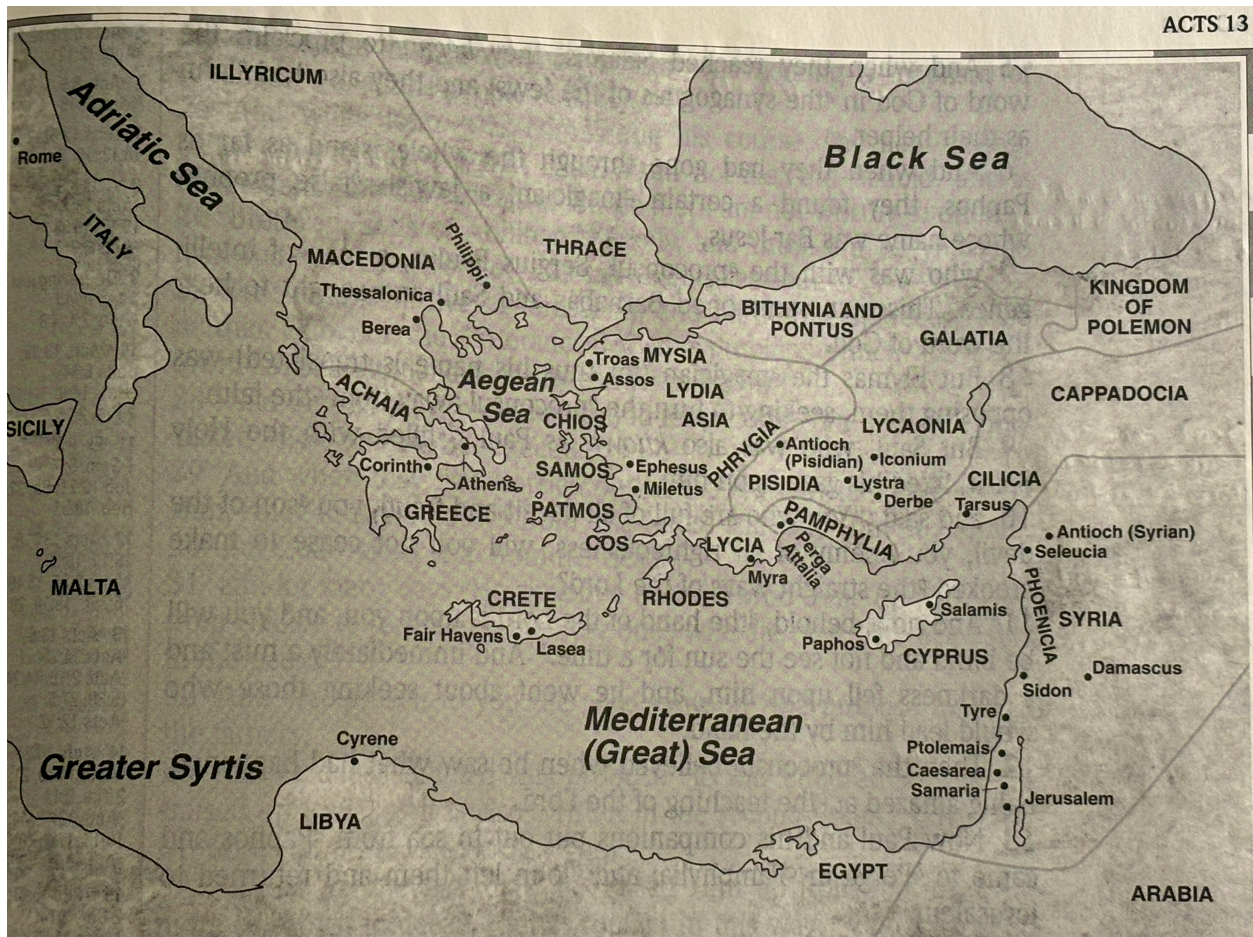 ACTS 13
ILLYRICUM
Adriatic Sea
Rome
ITALY
Black Sea
MACEDONIA
Philippi
THRACE
Thessalonica
Berea
BITHYNIA AND
PONTUS
GALATIA
KINGDOM
OF
POLEMON
Troas
MYSIA
Assos
LYDIA
ASIA
CAPPADOCIA
ACHAIA
Aegean
Sea
CHIOS
SICILY
LYCAONIA
PHRYGIA
Antioch
(Pisidian)
Iconium
Corinth
Athens
SAMOS
Ephesus
Miletus
PISIDIA
Lystra
Derbe
CILICIA
Tarsus
GREECE
PATMOS
COS
LYCIA
Myra
PAMPHYLIA
Perga
Attalia
Antioch (Syrian)
Seleucia
MALTA
CRETE
Fair Havens
Lasea
RHODES
Salamis
Paphos
CYPRUS
PHOENICIA
SYRIA
Damascus
Sidon
Tyre
Mediterranean
(Great) Sea
Greater Syrtis
Cyrene
LIBYA
Ptolemais
Caesarea
Samaria
Jerusalem
EGYPT
ARABIA